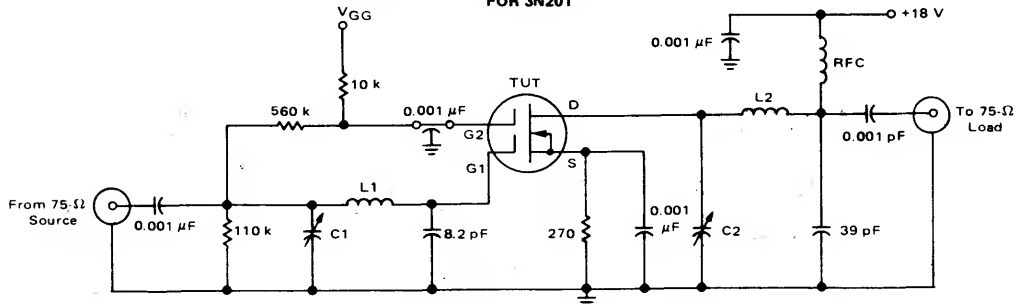 FOR 3N201
V_GG
0.001 μF
+18 V
RFC
10 k
TUT
560 k
0.001 μF
D
L2
G2
0.001 pF
To 75-Ω
Load
G1
S
L1
From 75-Ω
Source
0.001 μF
110 k
C1
8.2 pF
270
0.001
μF
C2
39 pF